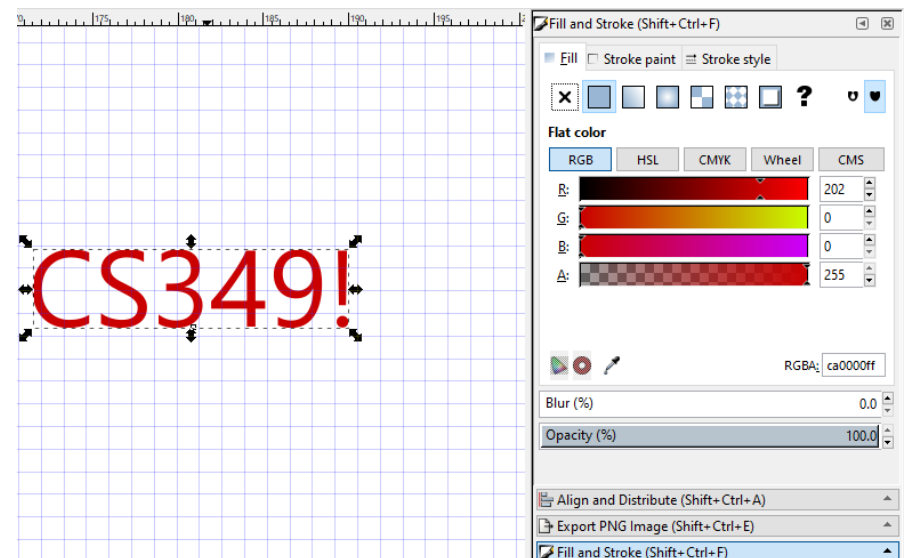 175 180 185 190 195
Fill and Stroke (Shift+Ctrl+F)
Fill Stroke paint Stroke style
?
Flat color
RGB HSL CMYK Wheel CMS
R: 202
G: 0
B: 0
A: 255
CS349!
RGBA: ca0000ff
Blur (%) 0.0
Opacity (%) 100.0
Align and Distribute (Shift+Ctrl+A)
Export PNG Image (Shift+Ctrl+E)
Fill and Stroke (Shift+Ctrl+F)